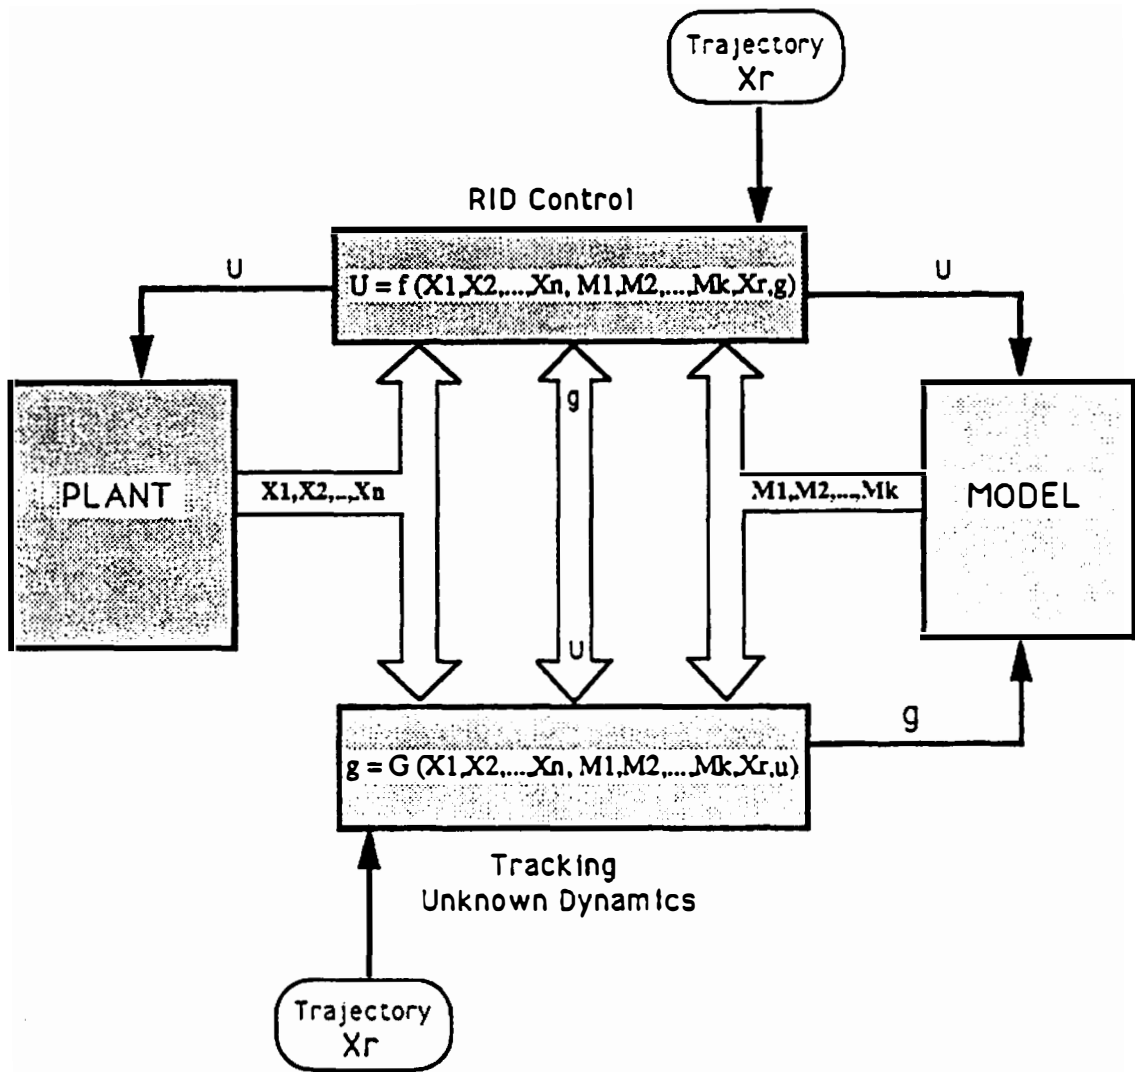 Trajectory
Xr
RID Control
U
U = f (X1,X2,...,Xn, M1,M2,...,Mk,Xr,g)
U
g
PLANT
X1,X2,..,Xn
M1,M2,...,Mk
MODEL
U
g
g = G (X1,X2,...,Xn, M1,M2,...,Mk,Xr,u)
Tracking
Unknown Dynamics
Trajectory
Xr